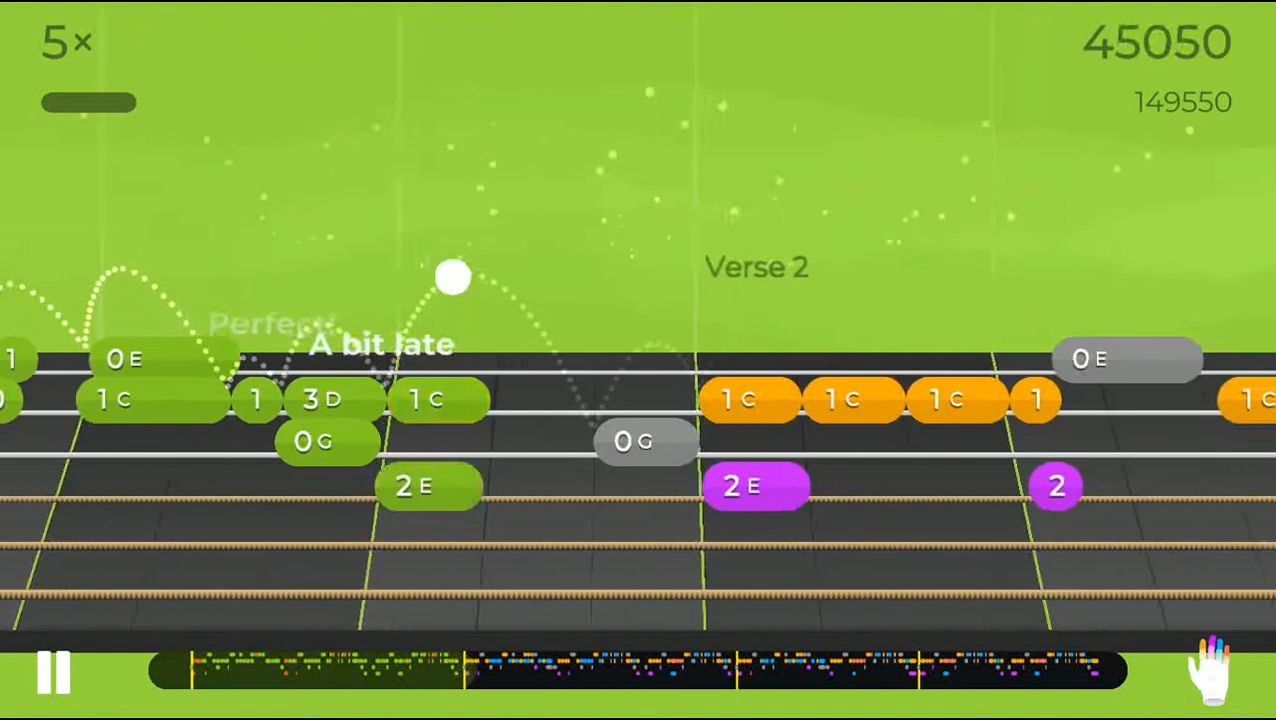 5×
45050
149550
Verse 2
Perfect!
A bit late
1 0 E 0 E
0 1 C 1 3 D 1 C 1 C 1 C 1 C 1 1 C
0 G 0 G
2 E 2 E 2